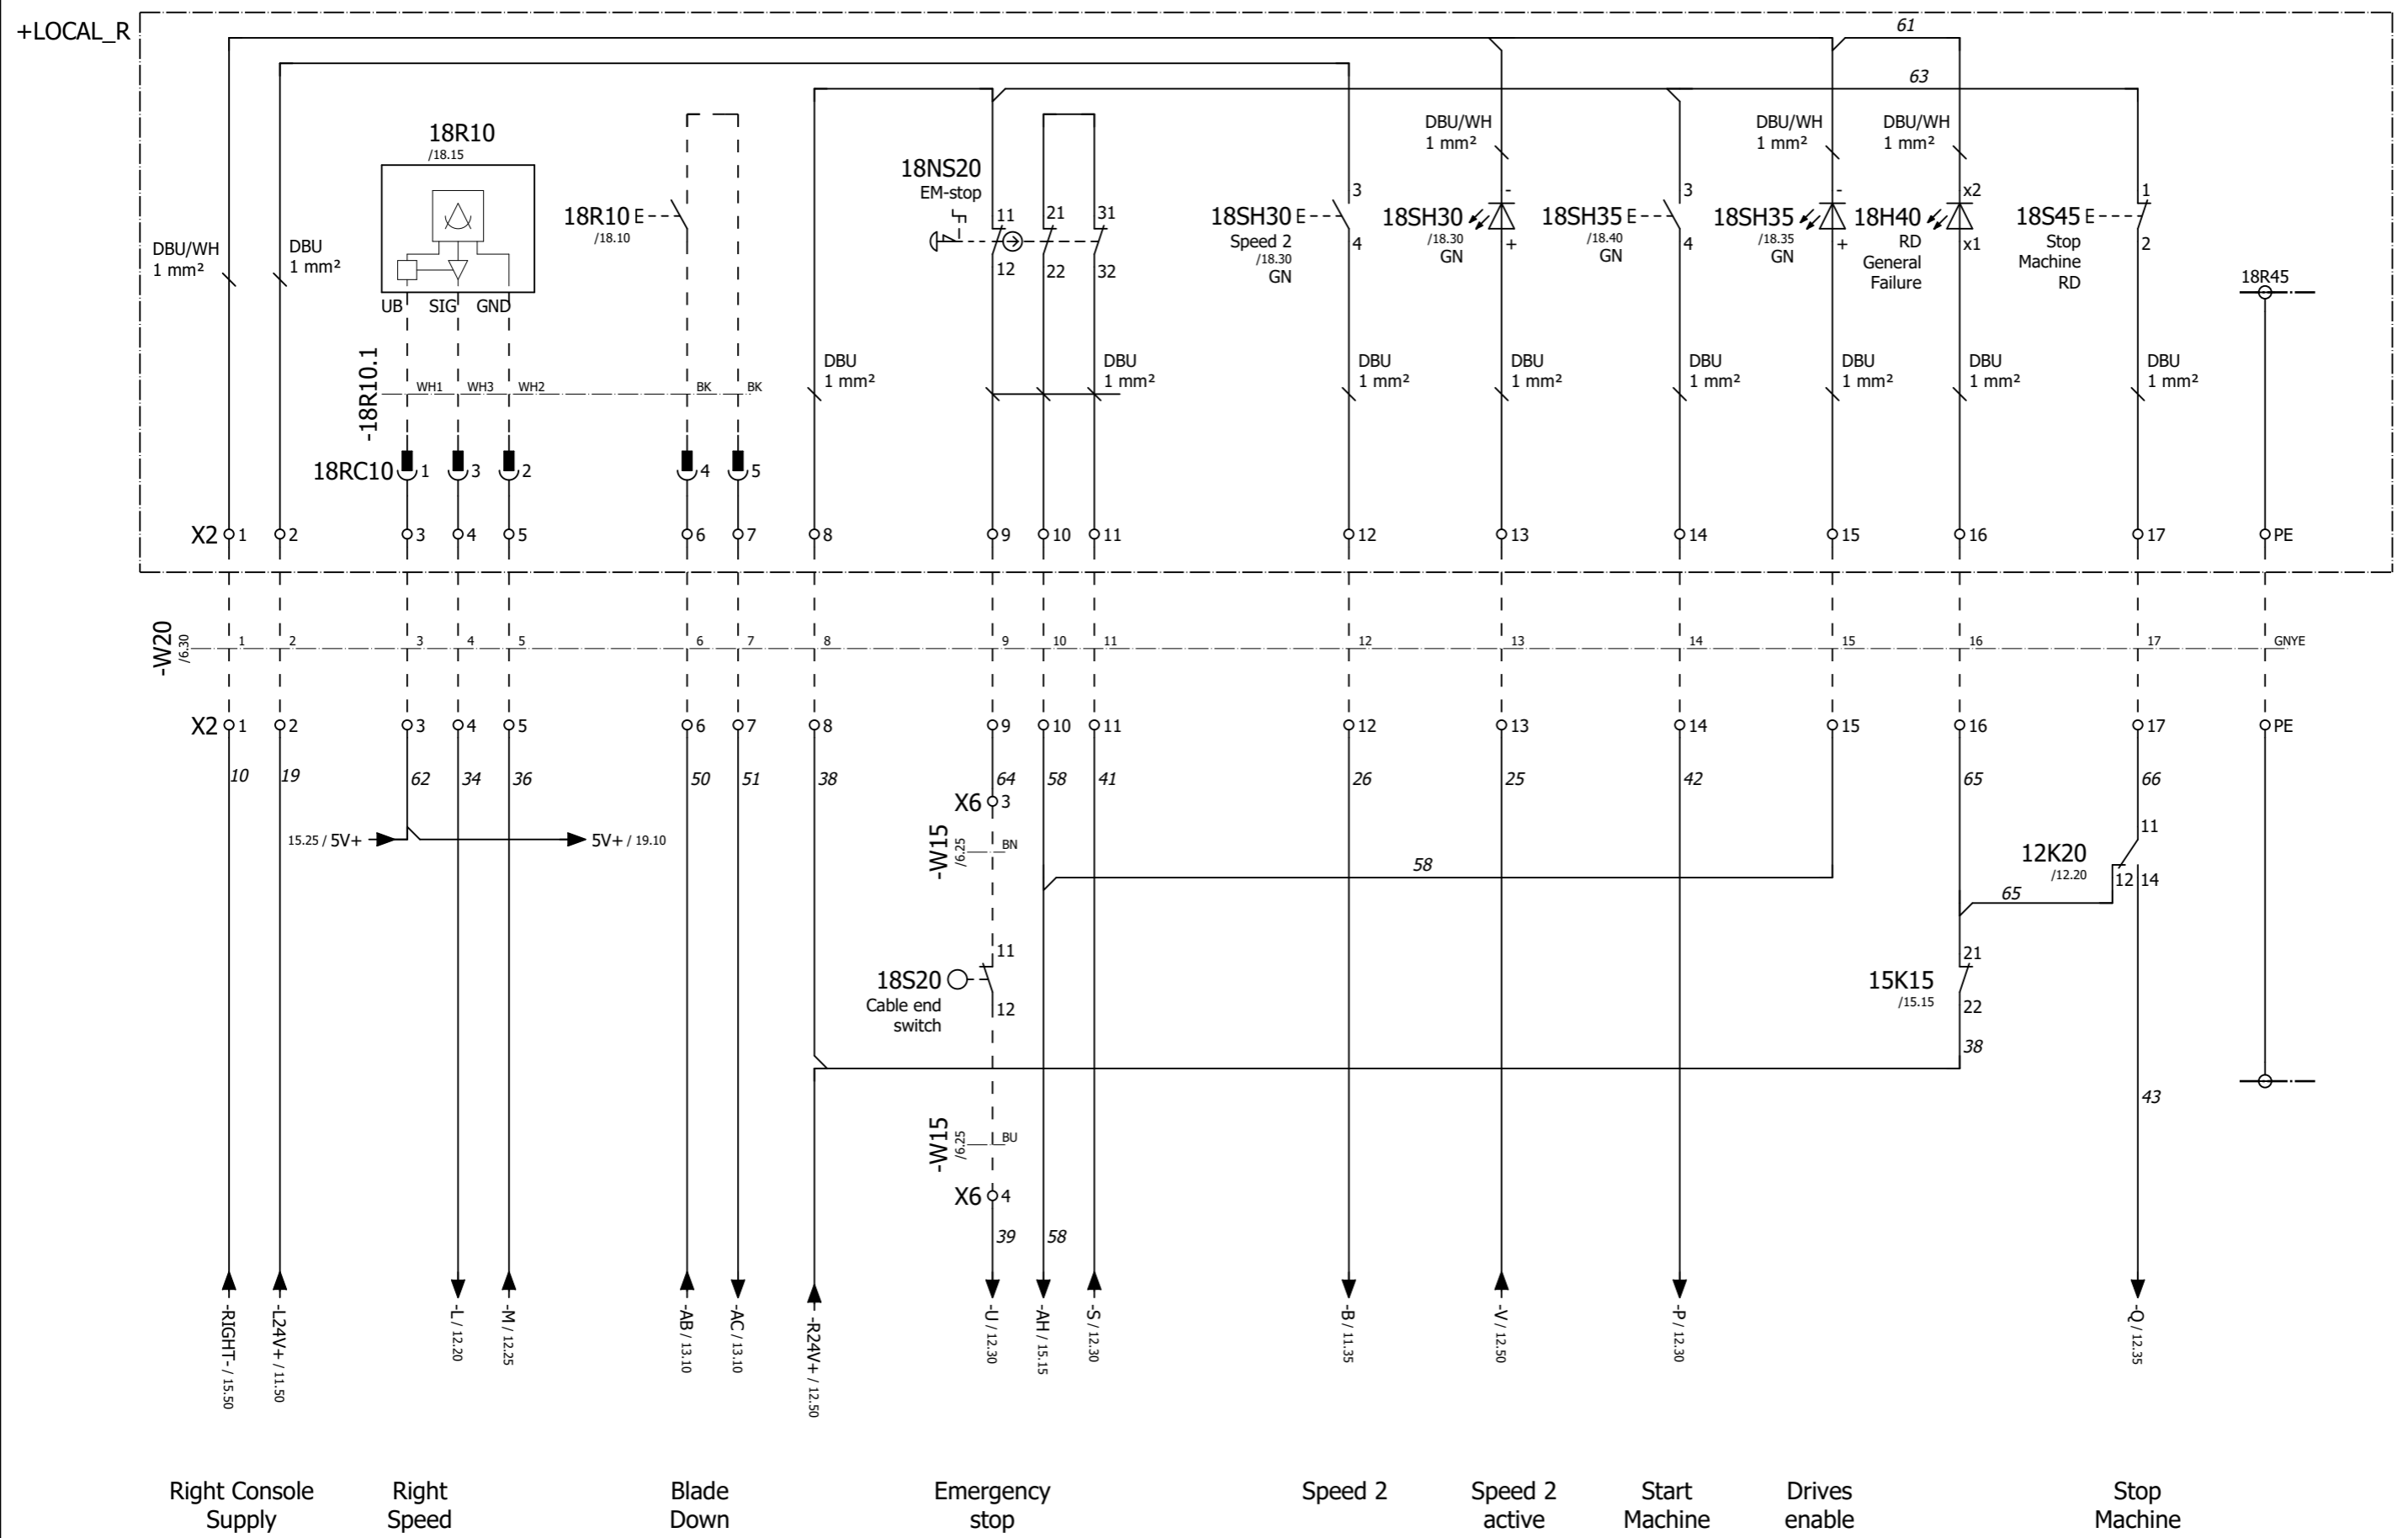 +LOCAL_R
61
63
18R10
/18.15
DBU/WH
1 mm²
DBU
1 mm²
UB
SIG
GND
18R10 E
/18.10
18NS20
EM-stop
11
12
21
22
31
32
18SH30 E
Speed 2
/18.30
GN
3
4
DBU/WH
1 mm²
18SH30
/18.30
GN
-
+
18SH35 E
/18.40
GN
3
4
DBU/WH
1 mm²
18SH35
/18.35
GN
-
+
DBU/WH
1 mm²
18H40
RD
General
Failure
x2
x1
18S45 E
Stop
Machine
RD
1
2
18R45
-18R10.1
WH1
WH3
WH2
BK
BK
DBU
1 mm²
DBU
1 mm²
DBU
1 mm²
DBU
1 mm²
DBU
1 mm²
DBU
1 mm²
DBU
1 mm²
DBU
1 mm²
18RC10
1
3
2
4
5
X2 1 2 3 4 5 6 7 8 9 10 11 12 13 14 15 16 17 PE
-W20
/6.30
1 2 3 4 5 6 7 8 9 10 11 12 13 14 15 16 17 GNYE
X2 1 2 3 4 5 6 7 8 9 10 11 12 13 14 15 16 17 PE
10 19 62 34 36 50 51 38 64 58 41 26 25 42 65 66
X6 3
15.25 / 5V+
5V+ / 19.10
-W15
/6.25
BN
58
12K20
/12.20
11
12
14
65
18S20
Cable end
switch
11
12
15K15
/15.15
21
22
38
43
-W15
/6.25
BU
X6 4
39
58
-RIGHT- / 15.50
-L24V+ / 11.50
-L / 12.20
-M / 12.25
-AB / 13.10
-AC / 13.10
-R24V+ / 12.50
-U / 12.30
-AH / 15.15
-S / 12.30
-B / 11.35
-V / 12.50
-P / 12.30
-Q / 12.35
Right Console
Supply
Right
Speed
Blade
Down
Emergency
stop
Speed 2
Speed 2
active
Start
Machine
Drives
enable
Stop
Machine